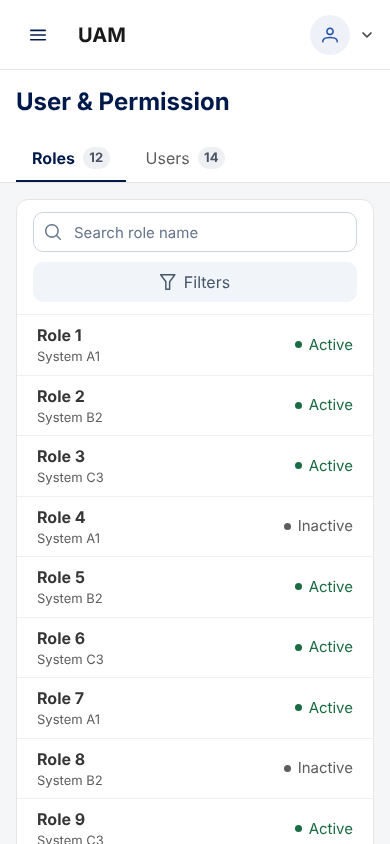 UAM
User & Permission
Roles 12 Users 14
Search role name
Filters
Role 1
System A1
Active
Role 2
System B2
Active
Role 3
System C3
Active
Role 4
System A1
Inactive
Role 5
System B2
Active
Role 6
System C3
Active
Role 7
System A1
Active
Role 8
System B2
Inactive
Role 9
System C3
Active